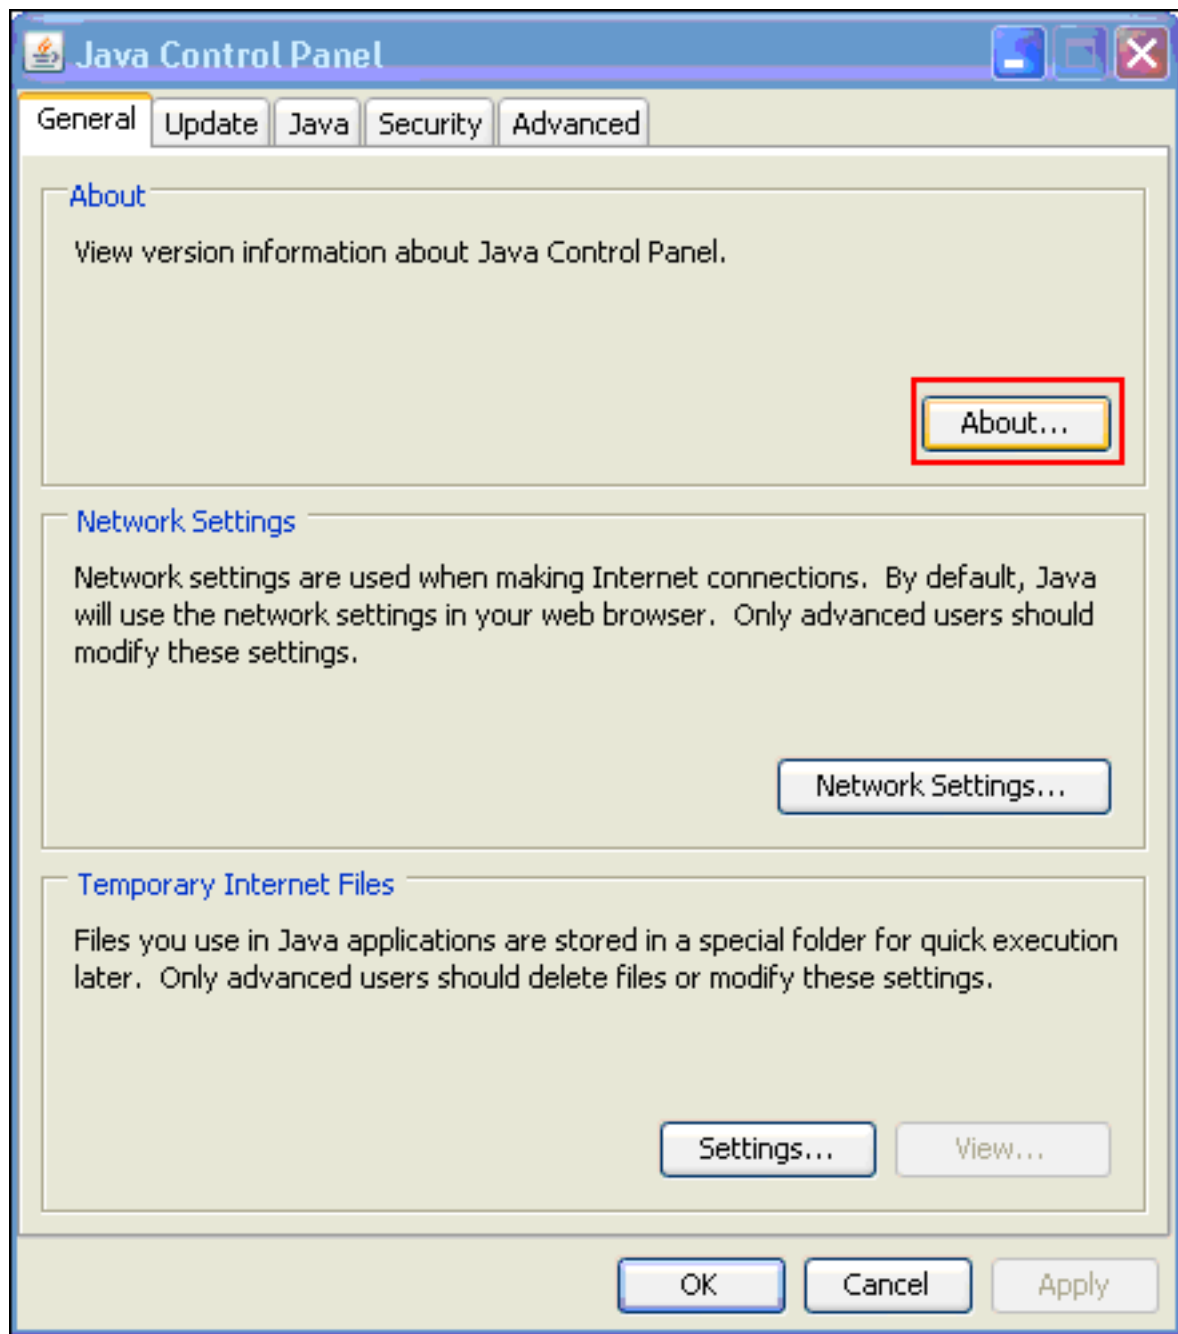 Java Control Panel
General Update Java Security Advanced
About
View version information about Java Control Panel.
About...
Network Settings
Network settings are used when making Internet connections.  By default, Java
will use the network settings in your web browser.  Only advanced users should
modify these settings.
Network Settings...
Temporary Internet Files
Files you use in Java applications are stored in a special folder for quick execution
later.  Only advanced users should delete files or modify these settings.
Settings... View...
OK Cancel Apply